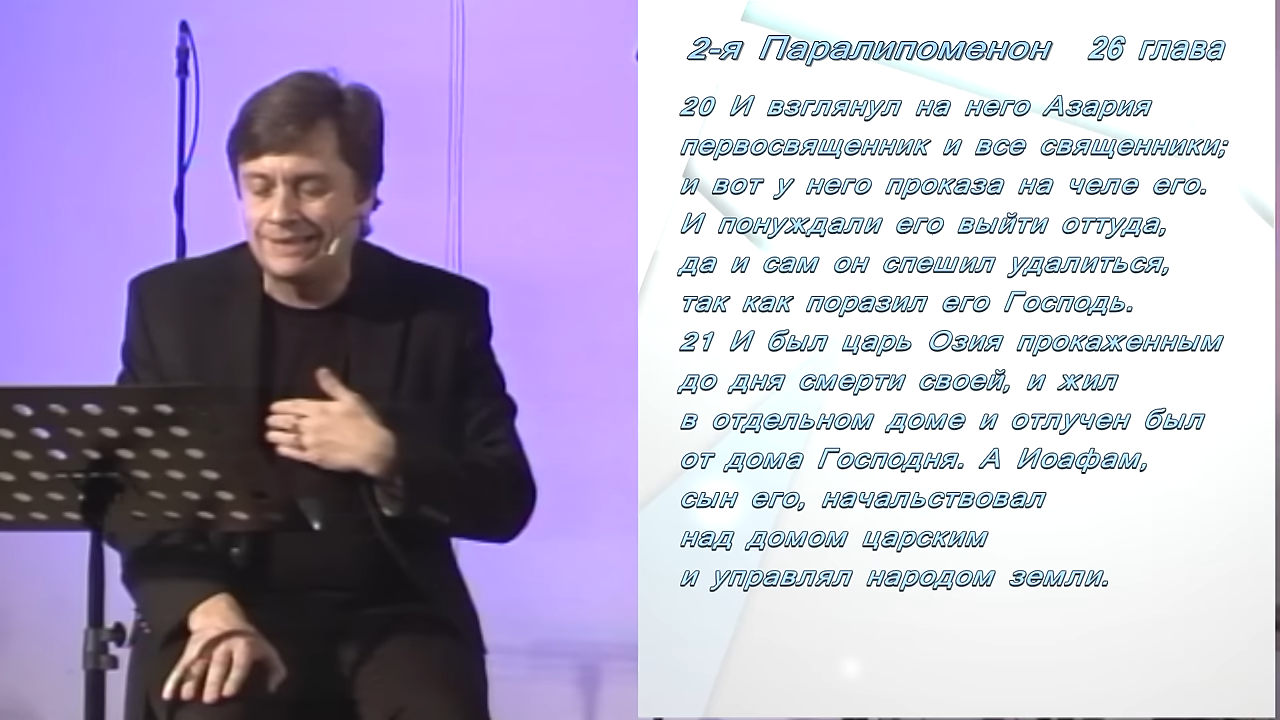 2-я Паралипоменон 26 глава
20 И взглянул на него Азария
первосвященник и все священники;
и вот у него проказа на челе его.
И понуждали его выйти оттуда,
да и сам он спешил удалиться,
так как поразил его Господь.
21 И был царь Озия прокаженным
до дня смерти своей, и жил
в отдельном доме и отлучен был
от дома Господня. А Иоафам,
сын его, начальствовал
над домом царским
и управлял народом земли.